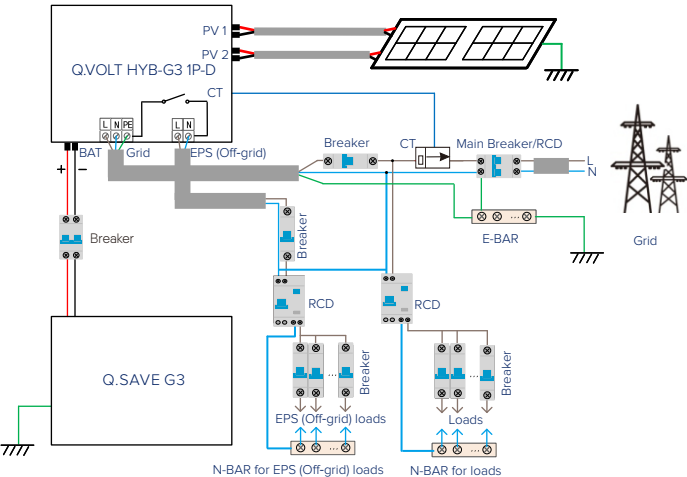 PV 1
PV 2
Q.VOLT HYB-G3 1P-D
CT
L N PE
L N
BAT
Grid
EPS (Off-grid)
Breaker
CT
Main Breaker/RCD
L
N
+
−
Breaker
Breaker
E-BAR
Grid
RCD
RCD
Q.SAVE G3
...
Breaker
...
Breaker
EPS (Off-grid) loads
Loads
...
...
N-BAR for EPS (Off-grid) loads
N-BAR for loads